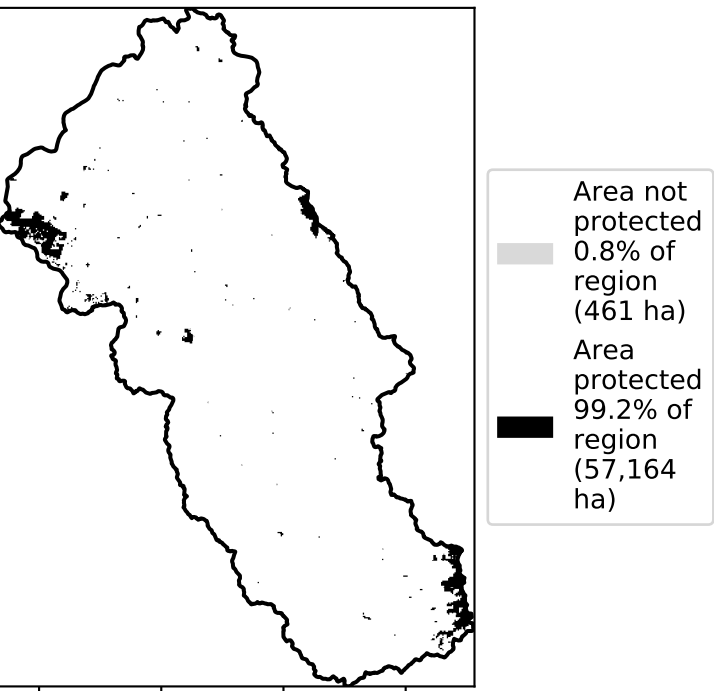 Area not
protected
0.8% of
region
(461 ha)
Area
protected
99.2% of
region
(57,164
ha)